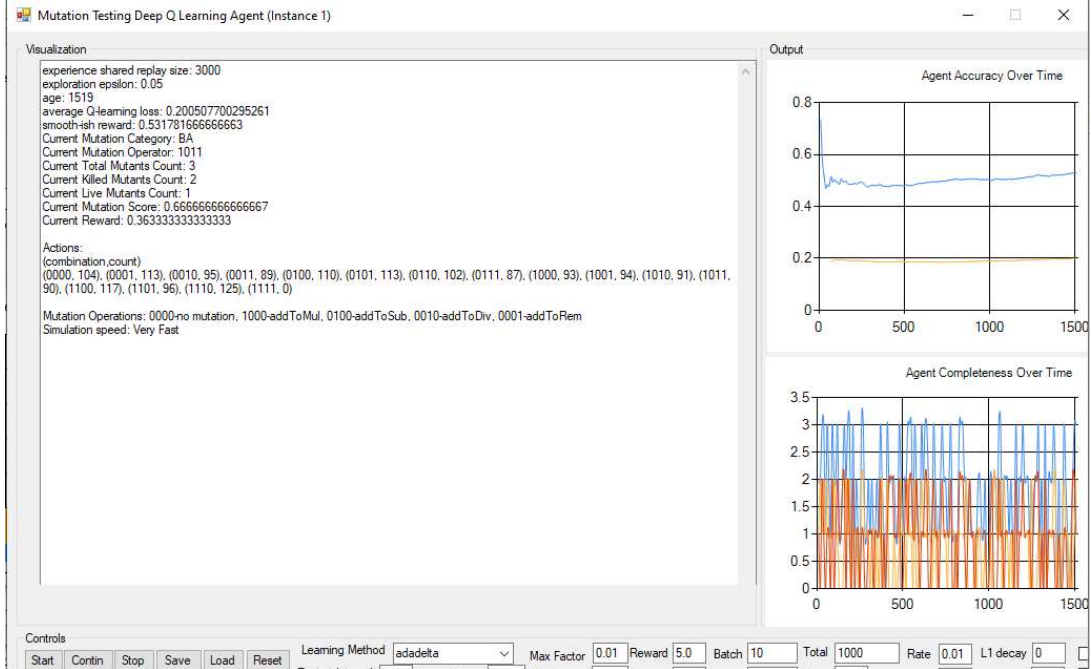 Mutation Testing Deep Q Learning Agent (Instance 1)
Visualization
experience shared replay size: 3000
exploration epsilon: 0.05
age: 1519
average Q-learning loss: 0.200507700295261
smooth-ish reward: 0.531781666666663
Current Mutation Category: BA
Current Mutation Operator: 1011
Current Total Mutants Count: 3
Current Killed Mutants Count: 2
Current Live Mutants Count: 1
Current Mutation Score: 0.666666666666667
Current Reward: 0.363333333333333
Actions:
(combination,count)
(0000, 104), (0001, 113), (0010, 95), (0011, 89), (0100, 110), (0101, 113), (0110, 102), (0111, 87), (1000, 93), (1001, 94), (1010, 91), (1011,
90), (1100, 117), (1101, 96), (1110, 125), (1111, 0)
Mutation Operations: 0000-no mutation, 1000-addToMul, 0100-addToSub, 0010-addToDiv, 0001-addToRem
Simulation speed: Very Fast
Output
Agent Accuracy Over Time
0.8
0.6
0.4
0.2
0
0 500 1000 1500
Agent Completeness Over Time
3.5
3
2.5
2
1.5
1
0.5
0
0 500 1000 1500
Controls
Start Contin Stop Save Load Reset Learning Method adadelta Max Factor 0.01 Reward 5.0 Batch 10 Total 1000 Rate 0.01 L1 decay 0